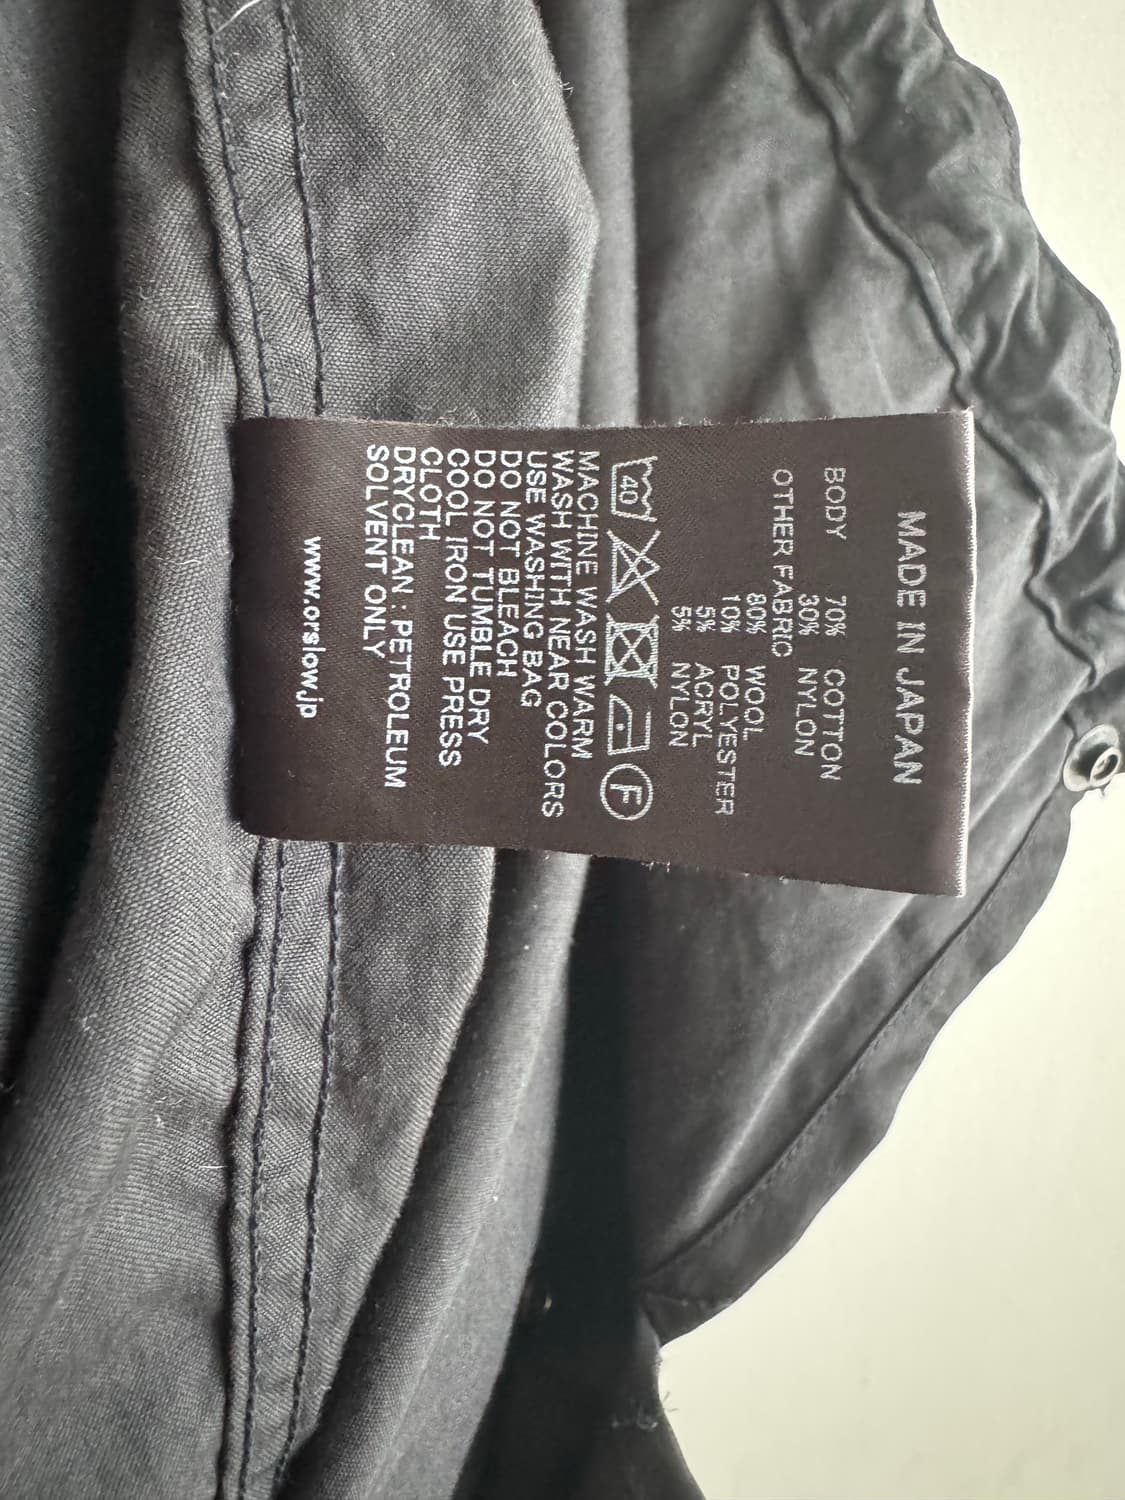 MADE IN JAPAN
BODY 70% COTTON
30% NYLON
OTHER FABRIC
80% WOOL
10% POLYESTER
5% ACRYL
5% NYLON
40 F
MACHINE WASH WARM
WASH WITH NEAR COLORS
USE WASHING BAG
DO NOT BLEACH
DO NOT TUMBLE DRY
COOL IRON USE PRESS
CLOTH
DRYCLEAN : PETROLEUM
SOLVENT ONLY
www.orslow.jp